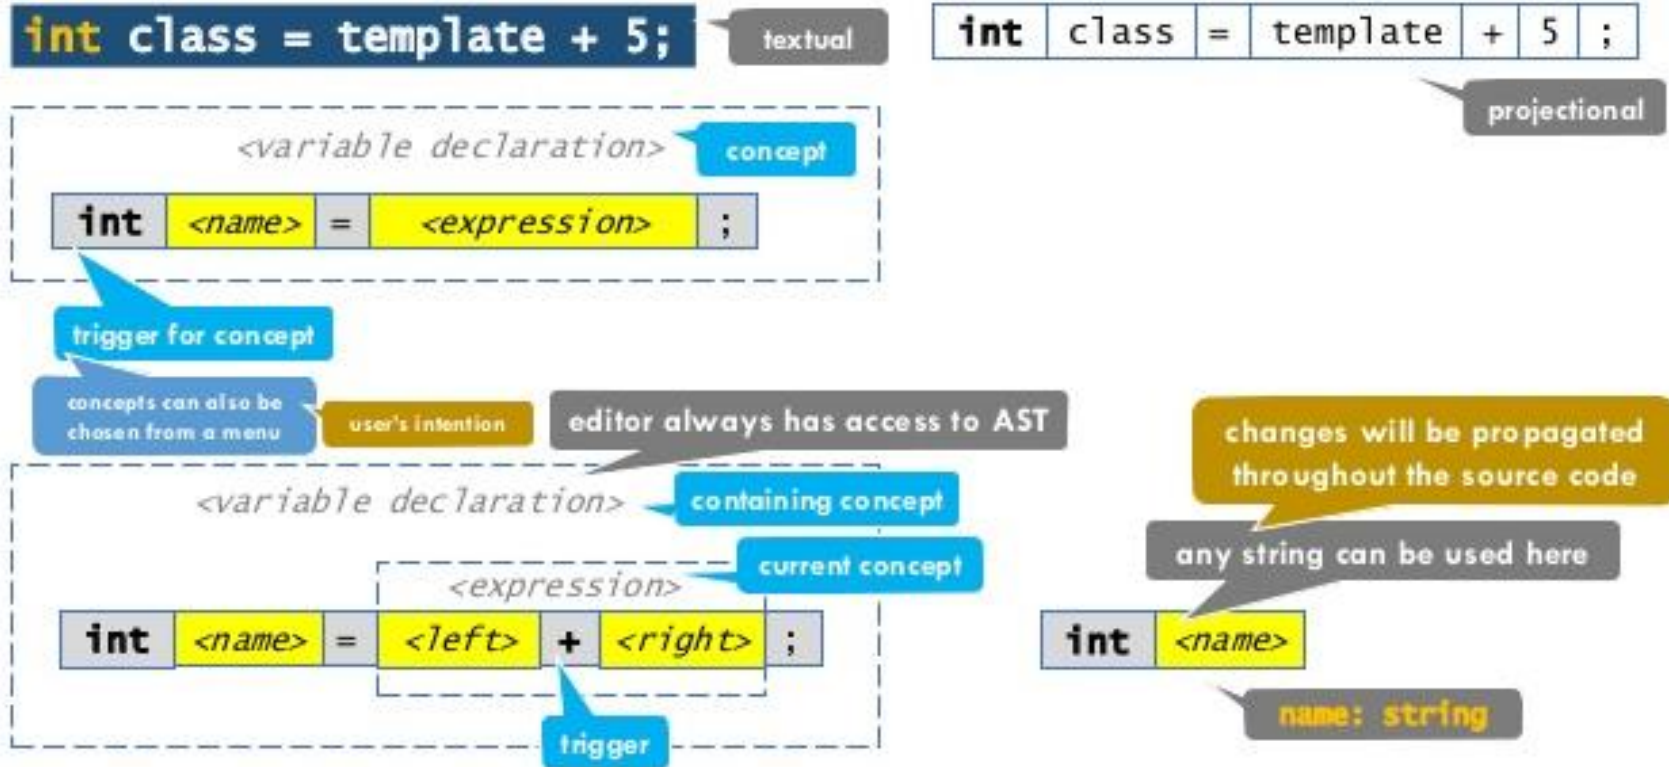 int class = template + 5;
textual
int class = template + 5 ;
projectional
<variable declaration>
concept
int <name> = <expression> ;
trigger for concept
concepts can also be
chosen from a menu
user's intention
editor always has access to AST
changes will be propagated
throughout the source code
<variable declaration>
containing concept
any string can be used here
current concept
<expression>
int <name> = <left> + <right> ;
int <name>
name: string
trigger